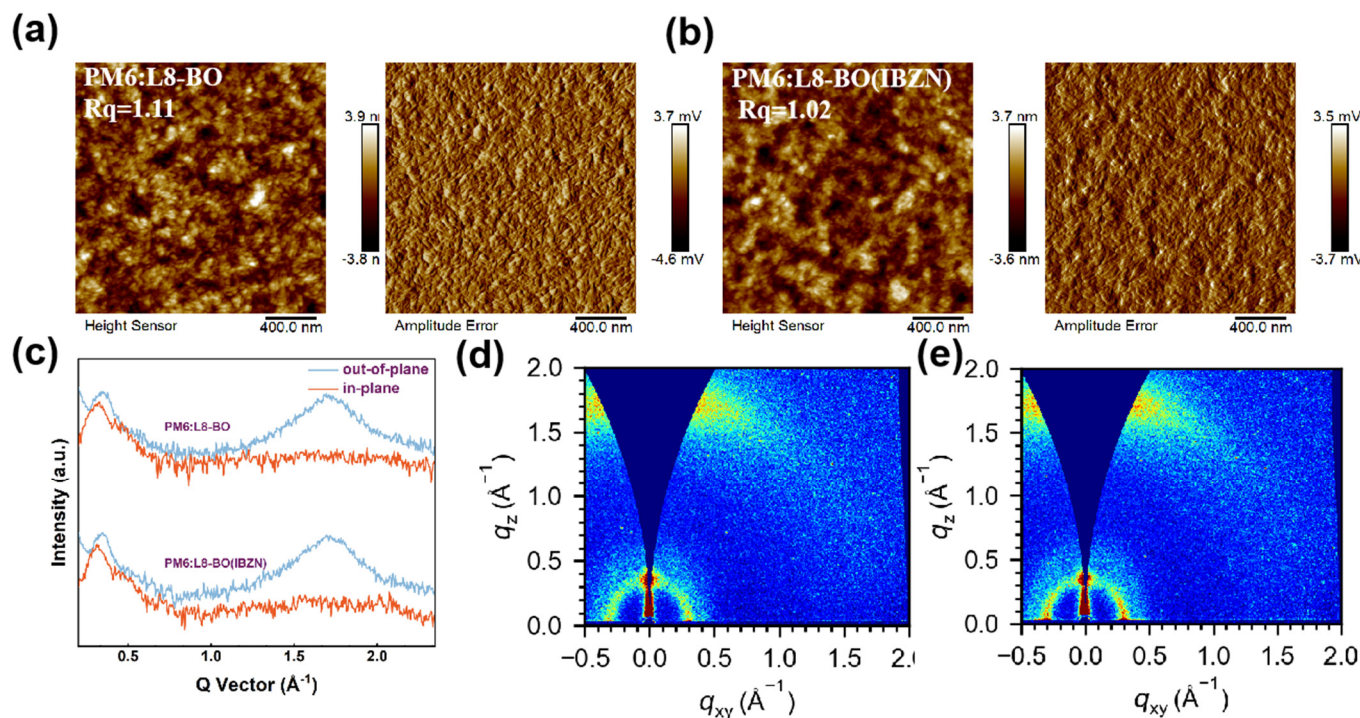 (a)
(b)
PM6:L8-BO
Rq=1.11
3.9 n
-3.8 n
Height Sensor
400.0 nm
3.7 mV
-4.6 mV
Amplitude Error
400.0 nm
PM6:L8-BO(IBZN)
Rq=1.02
3.7 nm
-3.6 nm
Height Sensor
400.0 nm
3.5 mV
-3.7 mV
Amplitude Error
400.0 nm
(c)
out-of-plane
in-plane
PM6:L8-BO
PM6:L8-BO(IBZN)
Intensity (a.u.)
0.5 1.0 1.5 2.0
Q Vector (Å⁻¹)
(d)
2.0
1.5
1.0
0.5
0.0
qz (Å⁻¹)
−0.5 0.0 0.5 1.0 1.5 2.(
qxy (Å⁻¹)
(e)
2.0
1.5
1.0
0.5
0.0
qz (Å⁻¹)
−0.5 0.0 0.5 1.0 1.5 2.0
qxy (Å⁻¹)